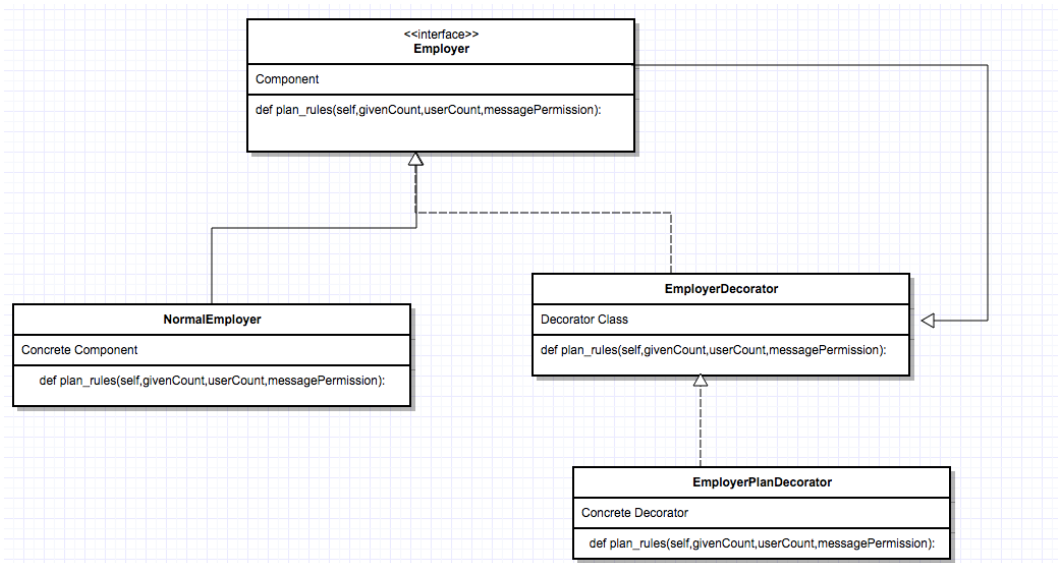 <<interface>>
Employer
Component
def plan_rules(self,givenCount,userCount,messagePermission):
NormalEmployer
Concrete Component
def plan_rules(self,givenCount,userCount,messagePermission):
EmployerDecorator
Decorator Class
def plan_rules(self,givenCount,userCount,messagePermission):
EmployerPlanDecorator
Concrete Decorator
def plan_rules(self,givenCount,userCount,messagePermission):